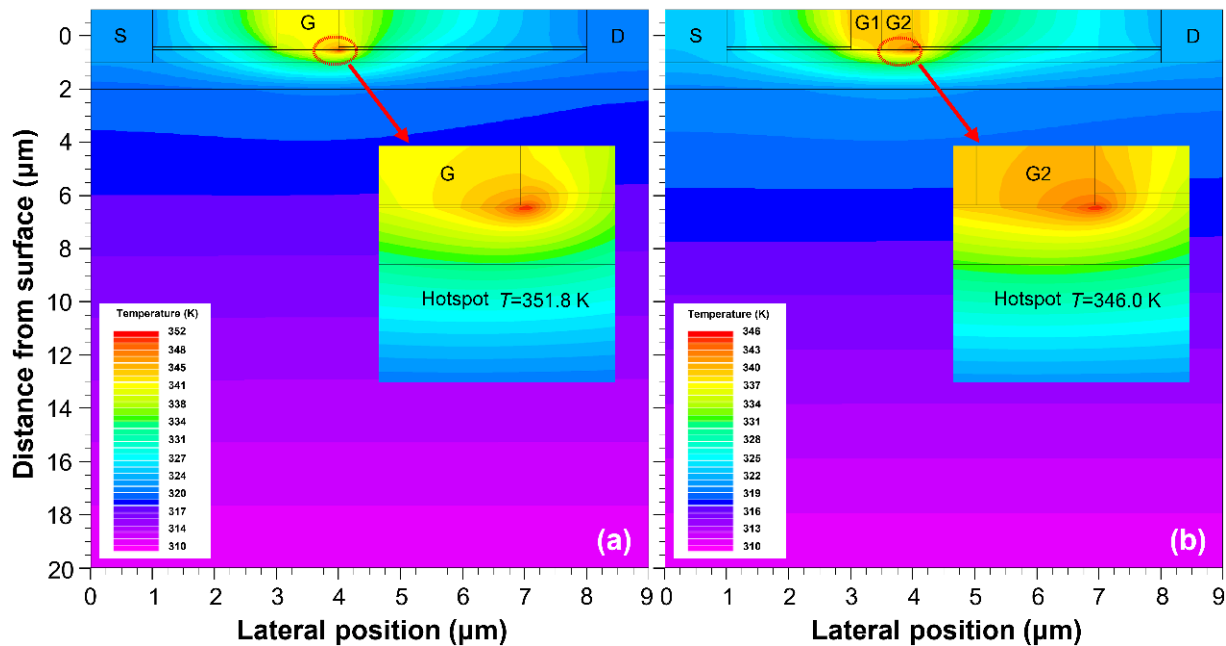 S
G
D
G
Hotspot T=351.8 K
Temperature (K)
352
348
345
341
338
334
331
327
324
320
317
314
310
(a)
0
2
4
6
8
10
12
14
16
18
20
0 1 2 3 4 5 6 7 8 9
Lateral position (μm)
Distance from surface (μm)
S
G1 G2
D
G2
Hotspot T=346.0 K
Temperature (K)
346
343
340
337
334
331
328
325
322
319
316
313
310
(b)
0 1 2 3 4 5 6 7 8 9
Lateral position (μm)